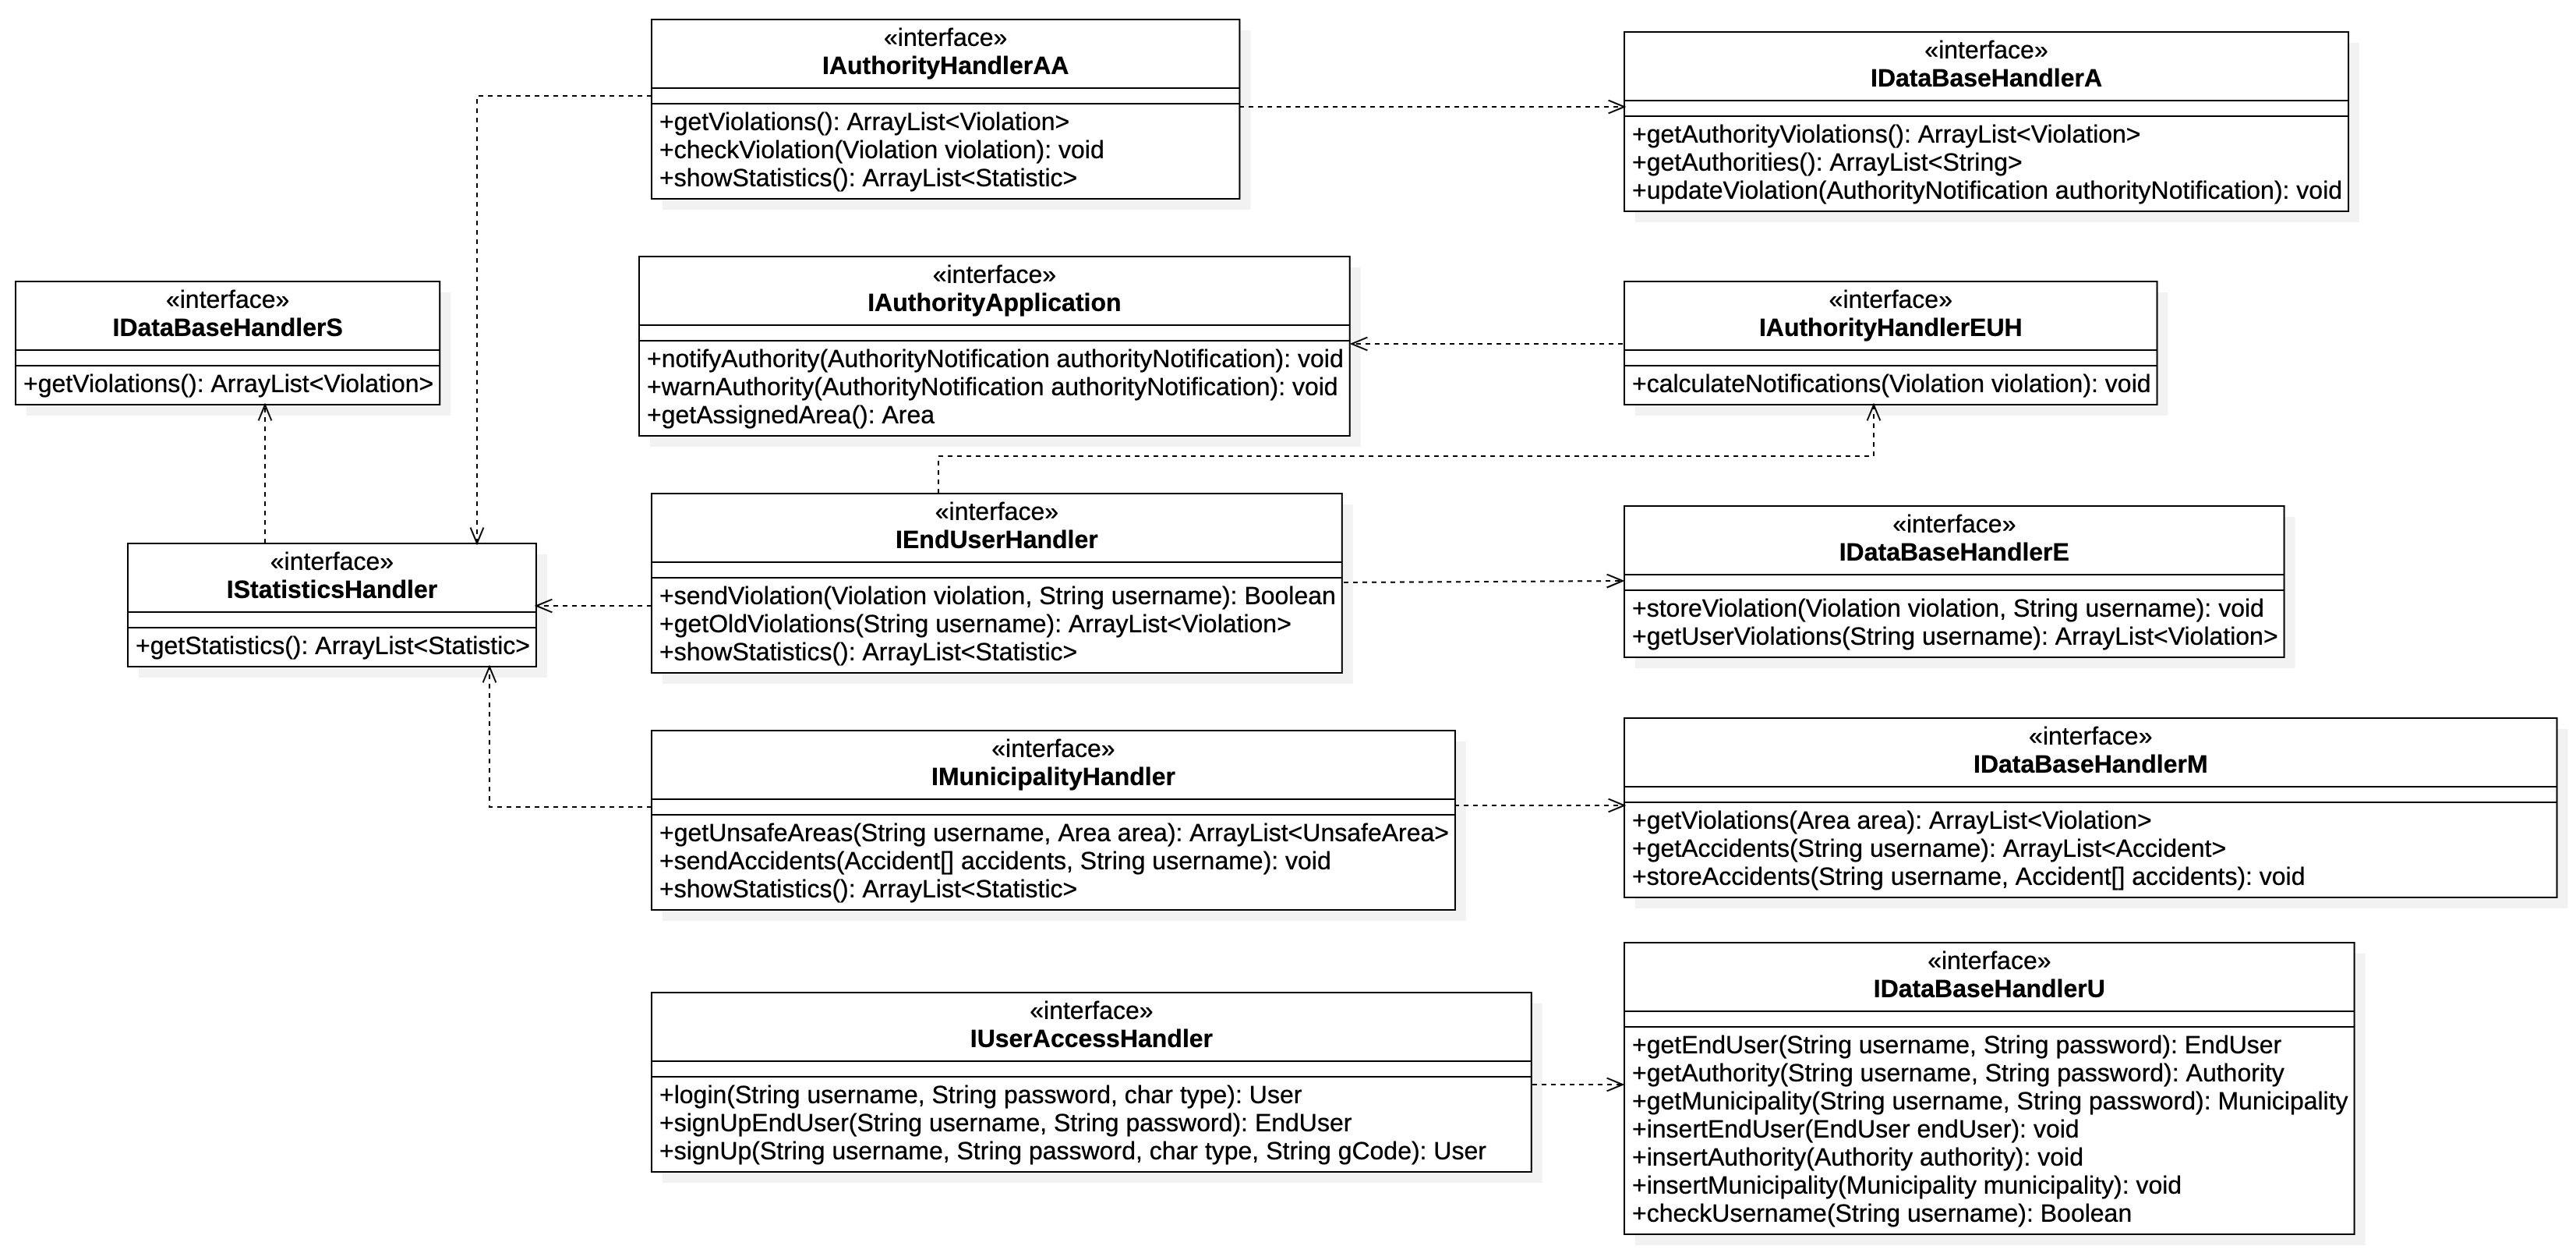 «interface»
IAuthorityHandlerAA
+getViolations(): ArrayList<Violation>
+checkViolation(Violation violation): void
+showStatistics(): ArrayList<Statistic>
«interface»
IDataBaseHandlerA
+getAuthorityViolations(): ArrayList<Violation>
+getAuthorities(): ArrayList<String>
+updateViolation(AuthorityNotification authorityNotification): void
«interface»
IDataBaseHandlerS
+getViolations(): ArrayList<Violation>
«interface»
IAuthorityApplication
+notifyAuthority(AuthorityNotification authorityNotification): void
+warnAuthority(AuthorityNotification authorityNotification): void
+getAssignedArea(): Area
«interface»
IAuthorityHandlerEUH
+calculateNotifications(Violation violation): void
«interface»
IStatisticsHandler
+getStatistics(): ArrayList<Statistic>
«interface»
IEndUserHandler
+sendViolation(Violation violation, String username): Boolean
+getOldViolations(String username): ArrayList<Violation>
+showStatistics(): ArrayList<Statistic>
«interface»
IDataBaseHandlerE
+storeViolation(Violation violation, String username): void
+getUserViolations(String username): ArrayList<Violation>
«interface»
IMunicipalityHandler
+getUnsafeAreas(String username, Area area): ArrayList<UnsafeArea>
+sendAccidents(Accident[] accidents, String username): void
+showStatistics(): ArrayList<Statistic>
«interface»
IDataBaseHandlerM
+getViolations(Area area): ArrayList<Violation>
+getAccidents(String username): ArrayList<Accident>
+storeAccidents(String username, Accident[] accidents): void
«interface»
IUserAccessHandler
+login(String username, String password, char type): User
+signUpEndUser(String username, String password): EndUser
+signUp(String username, String password, char type, String gCode): User
«interface»
IDataBaseHandlerU
+getEndUser(String username, String password): EndUser
+getAuthority(String username, String password): Authority
+getMunicipality(String username, String password): Municipality
+insertEndUser(EndUser endUser): void
+insertAuthority(Authority authority): void
+insertMunicipality(Municipality municipality): void
+checkUsername(String username): Boolean